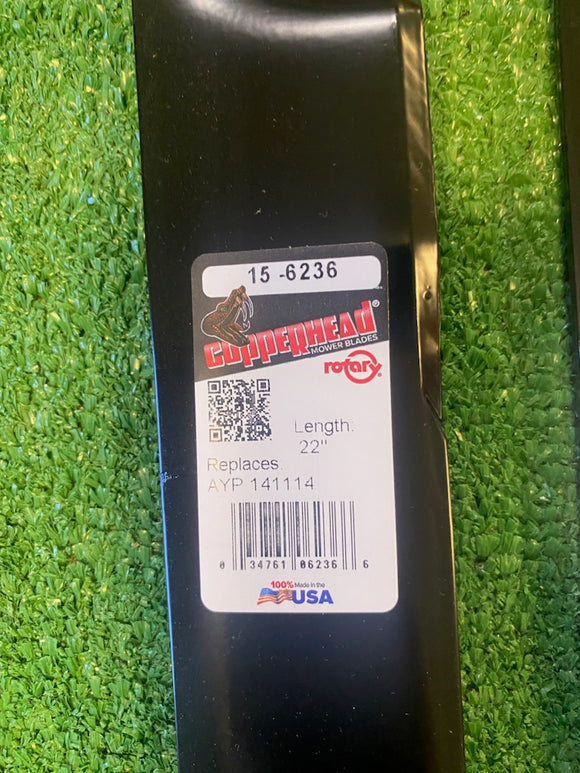 15 -6236
COPPERHEAD®
MOWER BLADES
rotary®
Length:
22"
Replaces:
AYP 141114
0 34761 06236 6
100% Made in the
USA